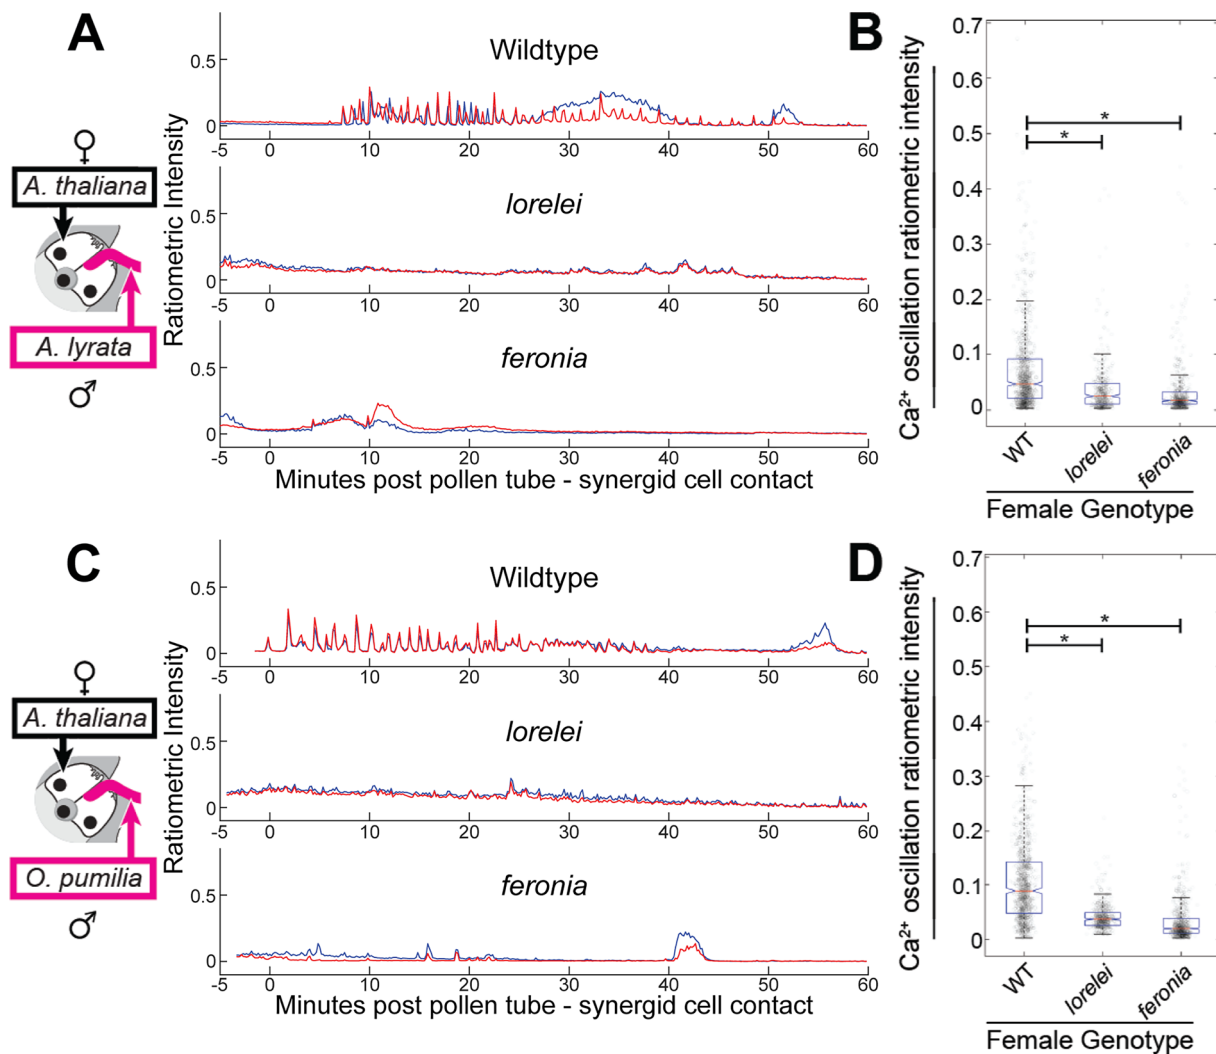 A
♀
A. thaliana
A. lyrata
♂
Ratiometric Intensity
Wildtype
0.5
0
-5 0 10 20 30 40 50 60
lorelei
0.5
0
-5 0 10 20 30 40 50 60
feronia
0.5
0
-5 0 10 20 30 40 50 60
Minutes post pollen tube - synergid cell contact
B
Ca2+ oscillation ratiometric intensity
0.7
0.6
0.5
0.4
0.3
0.2
0.1
0
*
*
WT
lorelei
feronia
Female Genotype
C
♀
A. thaliana
O. pumilia
♂
Ratiometric Intensity
Wildtype
0.5
0
-5 0 10 20 30 40 50 60
lorelei
0.5
0
-5 0 10 20 30 40 50 60
feronia
0.5
0
-5 0 10 20 30 40 50 60
Minutes post pollen tube - synergid cell contact
D
Ca2+ oscillation ratiometric intensity
0.7
0.6
0.5
0.4
0.3
0.2
0.1
0
*
*
WT
lorelei
feronia
Female Genotype